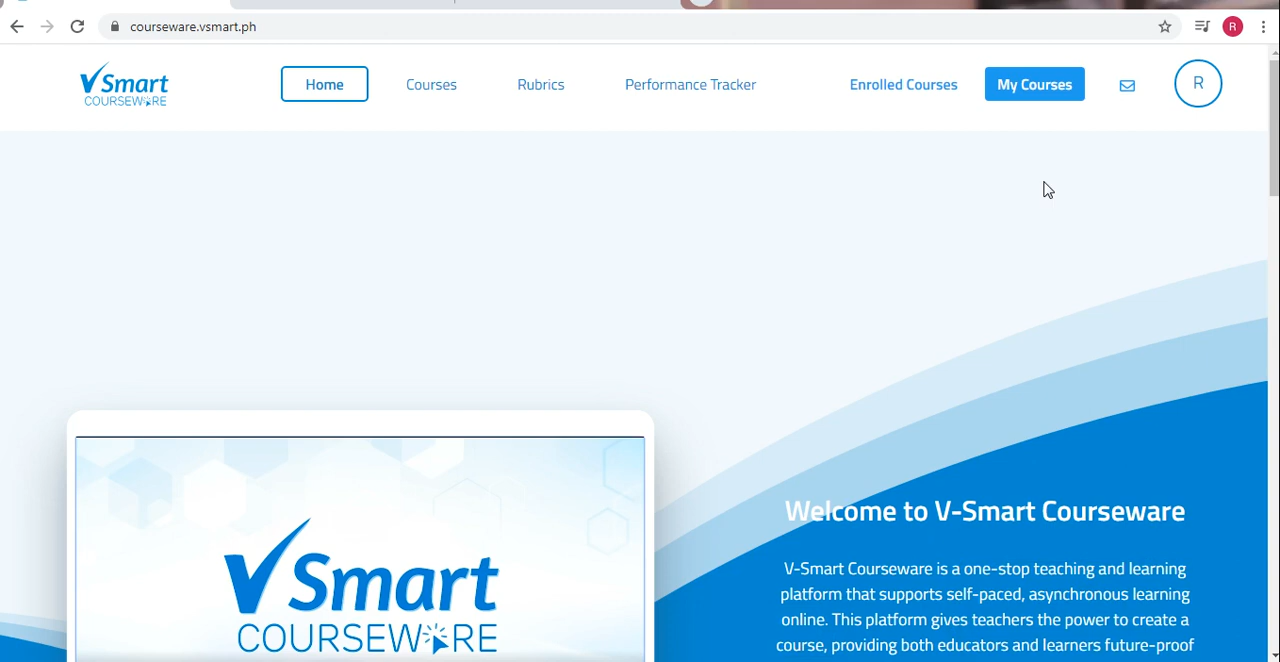 courseware.vsmart.ph
R
VSmart
COURSEWARE
Home
Courses
Rubrics
Performance Tracker
Enrolled Courses
My Courses
R
VSmart
COURSEWARE
Welcome to V-Smart Courseware
V-Smart Courseware is a one-stop teaching and learning
platform that supports self-paced, asynchronous learning
online. This platform gives teachers the power to create a
course, providing both educators and learners future-proof